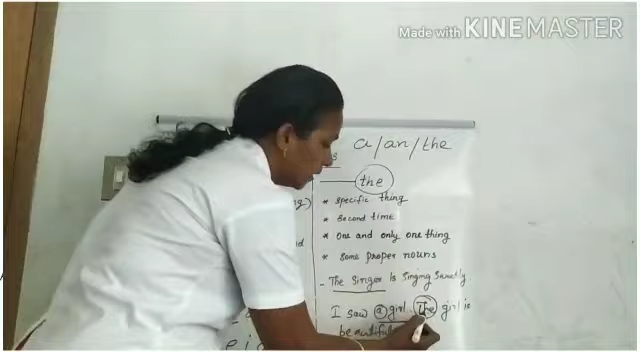 Made with KINEMASTER
a/an/the
the
* specific thing
* Second time
* One and only one thing
* Some proper nouns
- The Singer is Singing Sweetly
I saw a girl. The girl is
beautiful